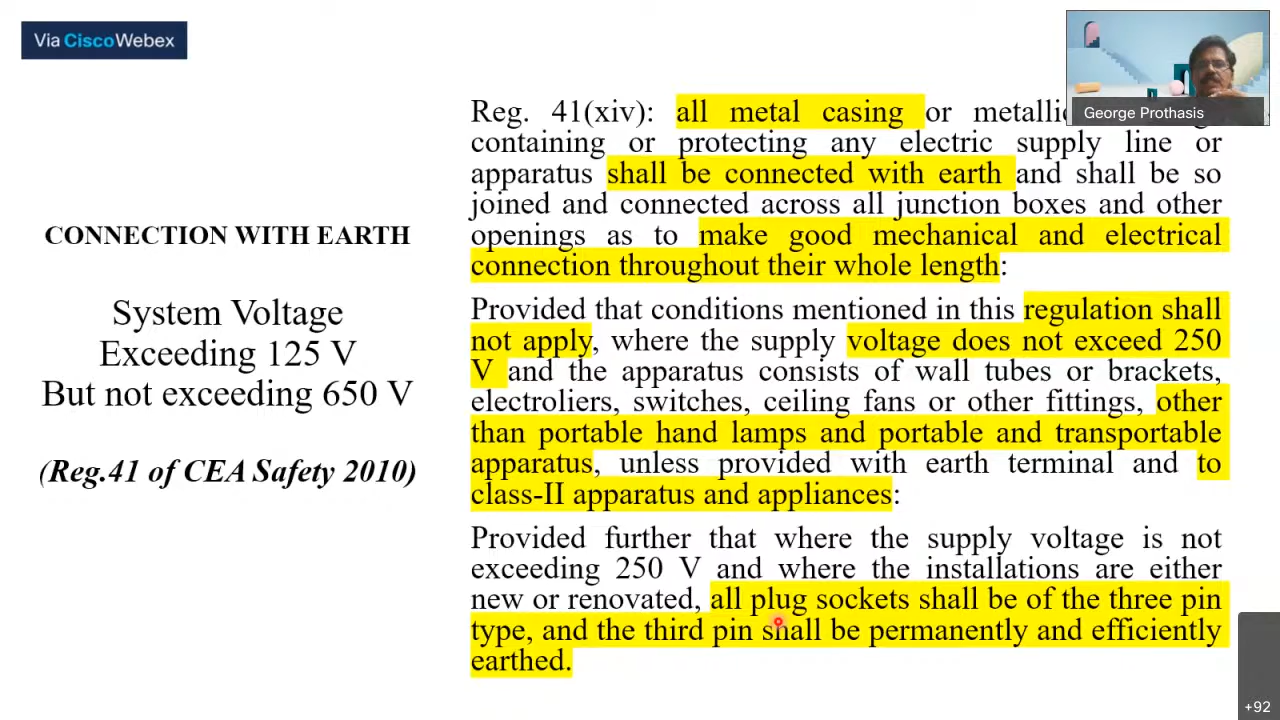 Via Cisco Webex
George Prothasis
CONNECTION WITH EARTH
System Voltage
Exceeding 125 V
But not exceeding 650 V
(Reg.41 of CEA Safety 2010)
Reg. 41(xiv): all metal casing or metallic
containing or protecting any electric supply line or
apparatus shall be connected with earth and shall be so
joined and connected across all junction boxes and other
openings as to make good mechanical and electrical
connection throughout their whole length:
Provided that conditions mentioned in this regulation shall
not apply, where the supply voltage does not exceed 250
V and the apparatus consists of wall tubes or brackets,
electroliers, switches, ceiling fans or other fittings, other
than portable hand lamps and portable and transportable
apparatus, unless provided with earth terminal and to
class-II apparatus and appliances:
Provided further that where the supply voltage is not
exceeding 250 V and where the installations are either
new or renovated, all plug sockets shall be of the three pin
type, and the third pin shall be permanently and efficiently
earthed.
+92